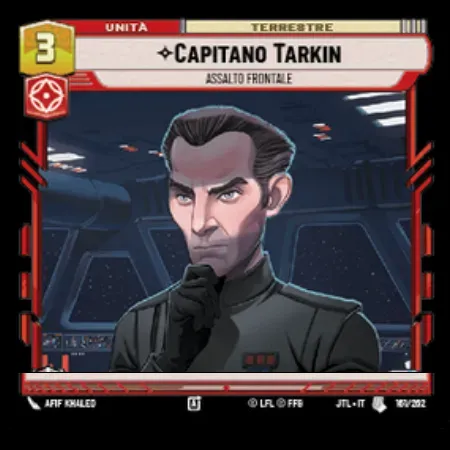 UNITÀ TERRESTRE
3
CAPITANO TARKIN
ASSALTO FRONTALE
AFIF KHALED Ⓒ LFL Ⓟ FFG JTL • IT 161/262